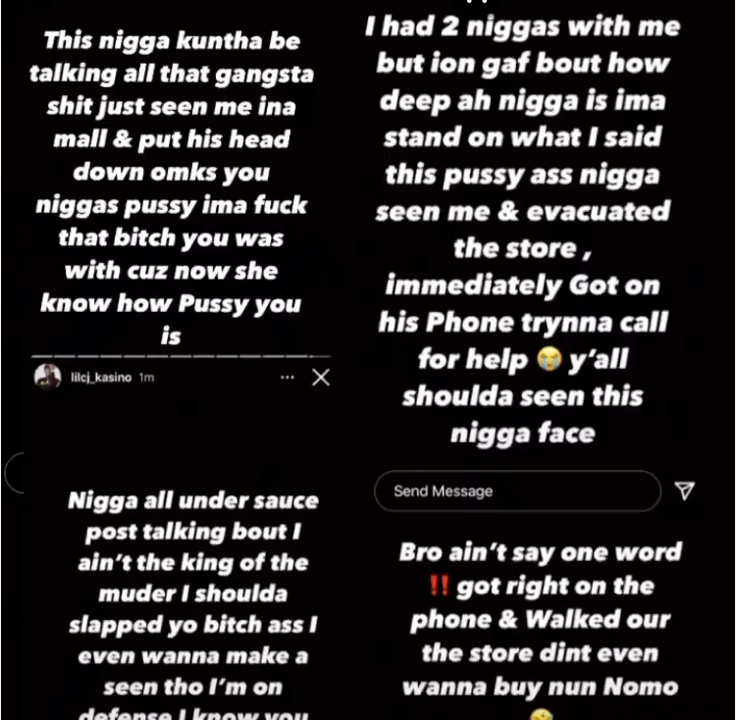 This nigga kuntha be
talking all that gangsta
shit just seen me ina
mall & put his head
down omks you
niggas pussy ima fuck
that bitch you was
with cuz now she
know how Pussy you
is
lilcj_kasino 1m
Nigga all under sauce
post talking bout I
ain't the king of the
muder I shoulda
slapped yo bitch ass I
even wanna make a
seen tho I'm on
defense I know you
I had 2 niggas with me
but ion gaf bout how
deep ah nigga is ima
stand on what I said
this pussy ass nigga
seen me & evacuated
the store ,
immediately Got on
his Phone trynna call
for help 😭 y'all
shoulda seen this
nigga face
Send Message
Bro ain't say one word
‼️ got right on the
phone & Walked our
the store dint even
wanna buy nun Nomo